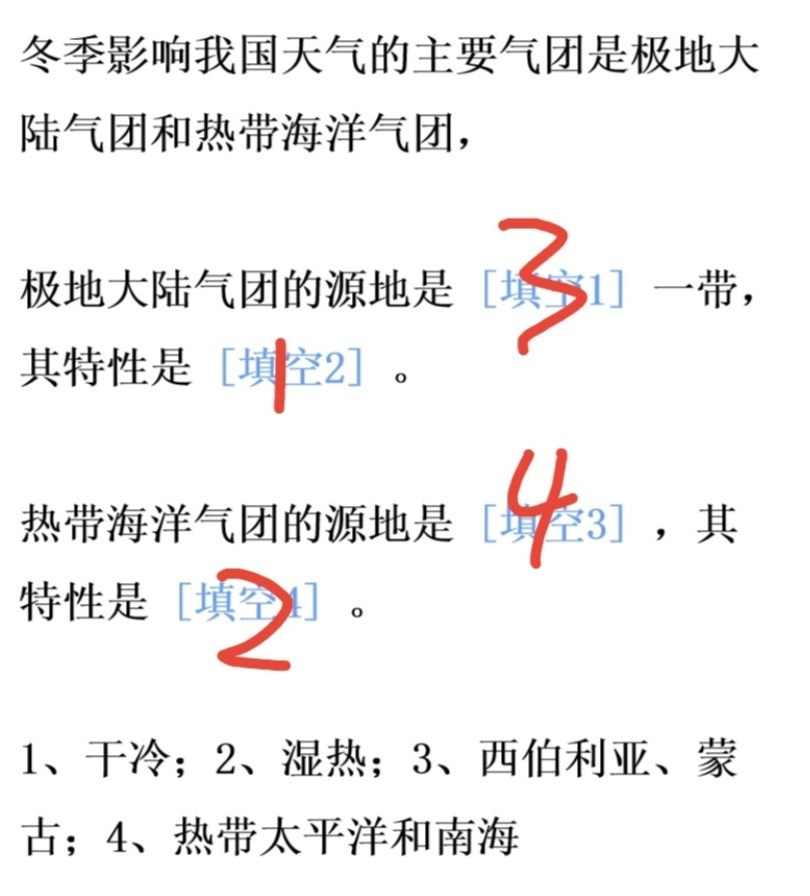 冬季影响我国天气的主要气团是极地大
陆气团和热带海洋气团，
极地大陆气团的源地是 [填空1] 一带，
3
其特性是 [填空2] 。
1
热带海洋气团的源地是 [填空3] ，其
4
特性是 [填空4] 。
2
1、干冷；2、湿热；3、西伯利亚、蒙
古；4、热带太平洋和南海